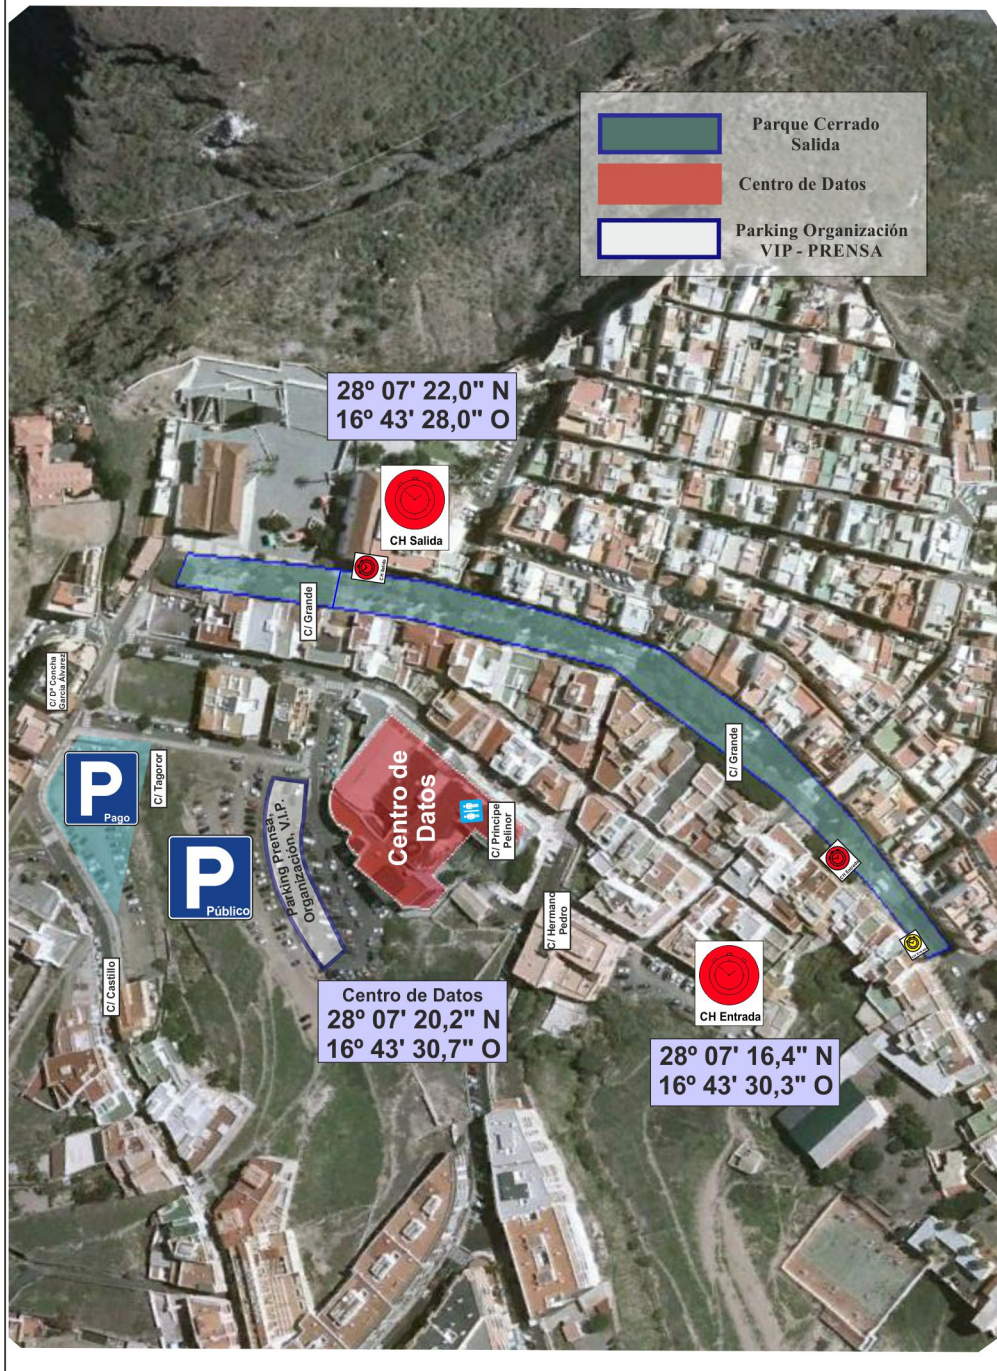 Parque Cerrado
Salida
Centro de Datos
Parking Organización
VIP - PRENSA
28º 07' 22,0" N
16º 43' 28,0" O
CH Salida
C/ Grande
C/ Dª Concha
García Álvarez
P
Pago
C/ Tagoror
P
Público
Parking Prensa,
Organización, V.I.P.
Centro de
Datos
C/ Príncipe
Pelinor
C/ Grande
CH Entrada
C/ Hermano
Pedro
C/ Castillo
Centro de Datos
28º 07' 20,2" N
16º 43' 30,7" O
CH Entrada
28º 07' 16,4" N
16º 43' 30,3" O